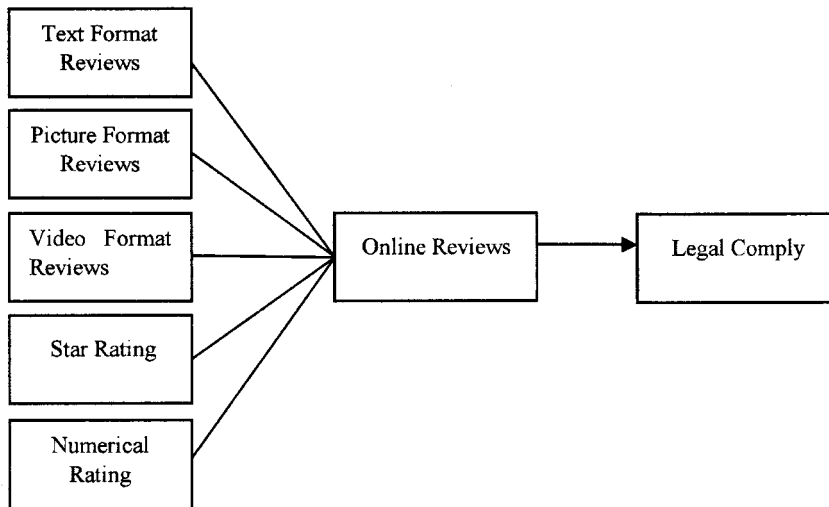 Text Format
Reviews
Picture Format
Reviews
Video Format
Reviews
Online Reviews
Legal Comply
Star Rating
Numerical
Rating